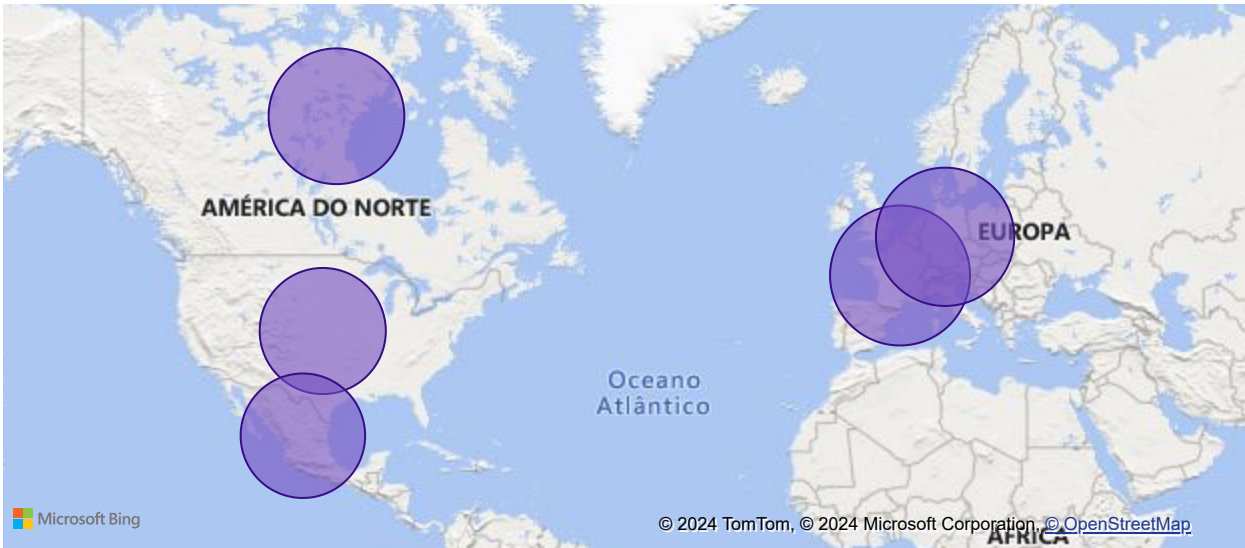 AMÉRICA DO NORTE
EUROPA
Oceano
Atlântico
Microsoft Bing
© 2024 TomTom, © 2024 Microsoft Corporation, © OpenStreetMap
ÁFRICA